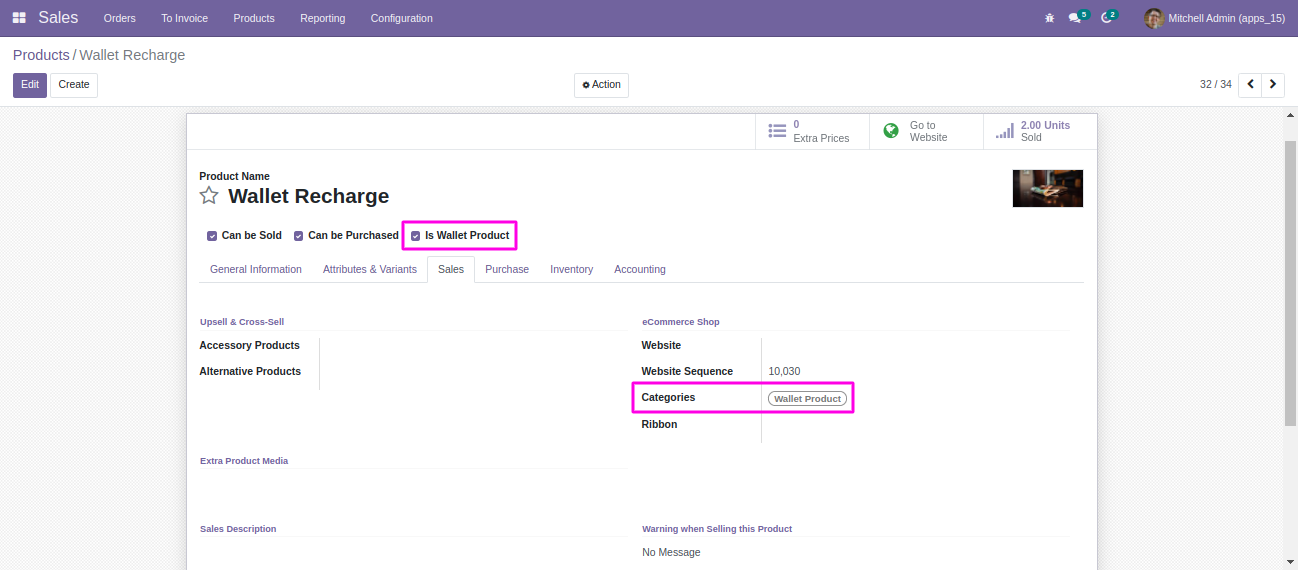 Sales Orders To Invoice Products Reporting Configuration 5 2 Mitchell Admin (apps_15)
Products / Wallet Recharge
Edit Create Action 32 / 34
0 Extra Prices
Go to Website
2.00 Units Sold
Product Name
Wallet Recharge
Can be Sold Can be Purchased Is Wallet Product
General Information Attributes & Variants Sales Purchase Inventory Accounting
Upsell & Cross-Sell
Accessory Products
Alternative Products
eCommerce Shop
Website
Website Sequence 10,030
Categories Wallet Product
Ribbon
Extra Product Media
Sales Description
Warning when Selling this Product
No Message